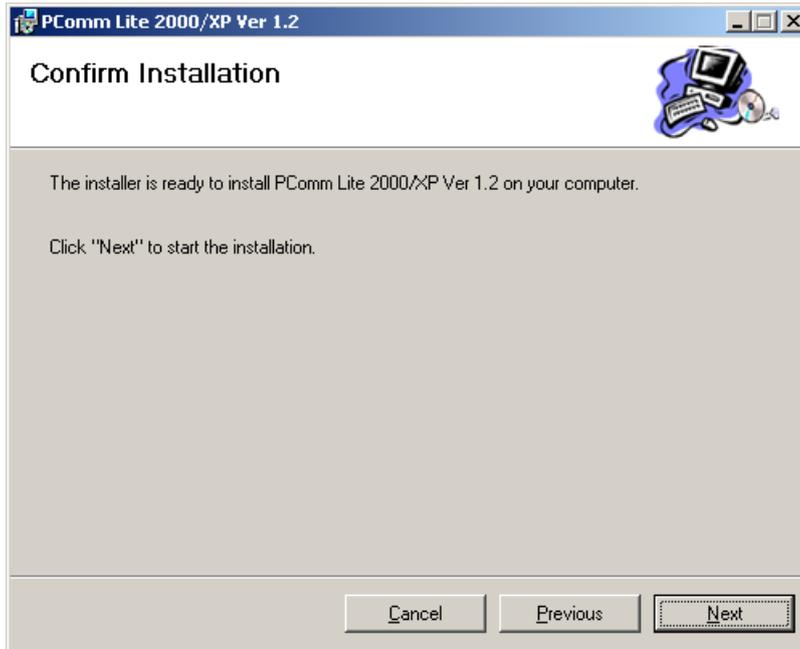 PComm Lite 2000/XP Ver 1.2
Confirm Installation
The installer is ready to install PComm Lite 2000/XP Ver 1.2 on your computer.
Click "Next" to start the installation.
Cancel Previous Next